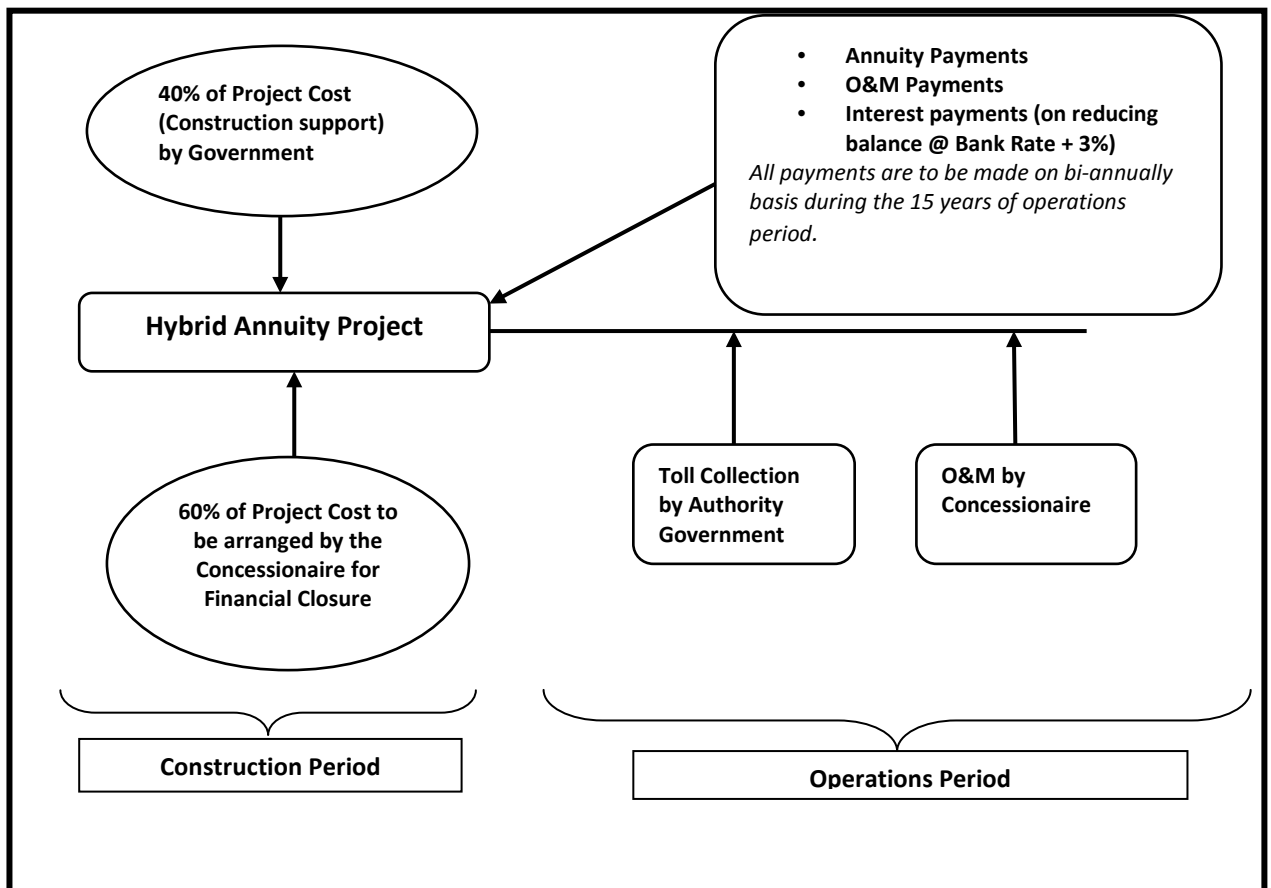 40% of Project Cost
(Construction support)
by Government
• Annuity Payments
• O&M Payments
• Interest payments (on reducing
balance @ Bank Rate + 3%)
All payments are to be made on bi-annually
basis during the 15 years of operations
period.
Hybrid Annuity Project
60% of Project Cost to
be arranged by the
Concessionaire for
Financial Closure
Toll Collection
by Authority
Government
O&M by
Concessionaire
Construction Period
Operations Period